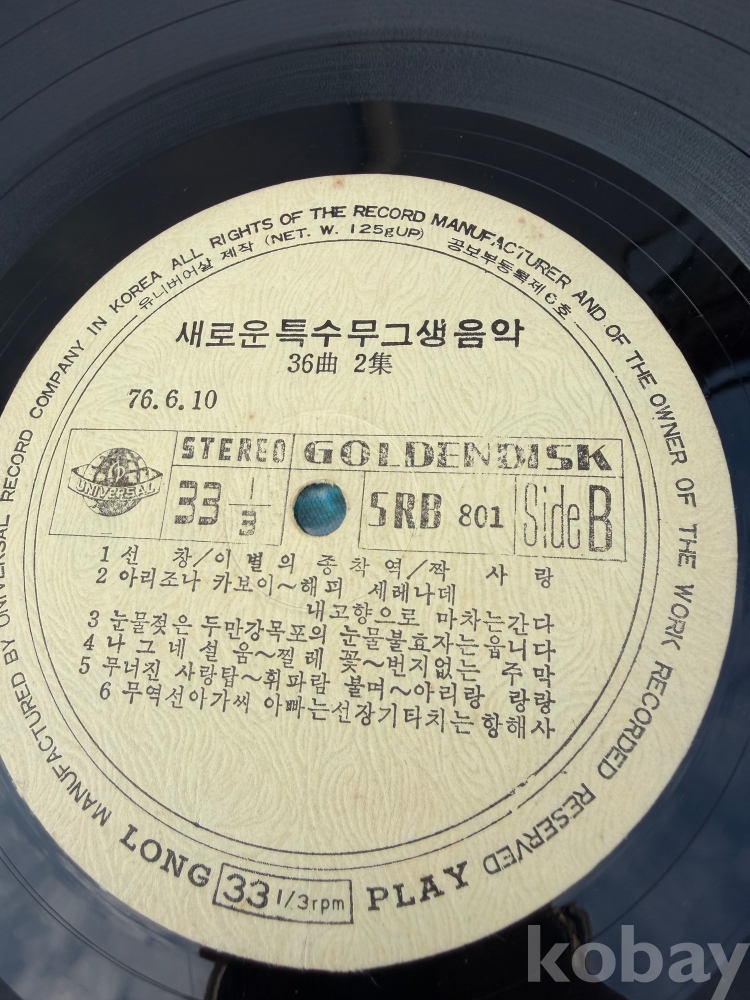 MANUFACTURED BY UNIVERSAL RECORD COMPANY IN KOREA ALL RIGHTS OF THE RECORD MANUFACTURER AND OF THE OWNER OF THE WORK RECORDED RESERVED
유니버어살 제작 (NET. W. 125g UP) 공보부등록제6호
새로운 특수 무그생음악
36曲 2集
76.6.10
UNIVERSAL
STEREO
GOLDENDISK
33 1/3
SRB 801
Side B
1 선 창/이별의 종착역/짝 사 랑
2 아리조나 카보이~해피 세레나데
내고향으로 마차는간다
3 눈물젖은 두만강목포의 눈물불효자는웁니다
4 나그네 설움~찔레꽃~번지없는 주막
5 무너진 사랑탑~휘파람 불며~아리랑 랑랑
6 무역선아가씨 아빠는선장기타치는항해사
LONG 33 1/3rpm PLAY
kobay